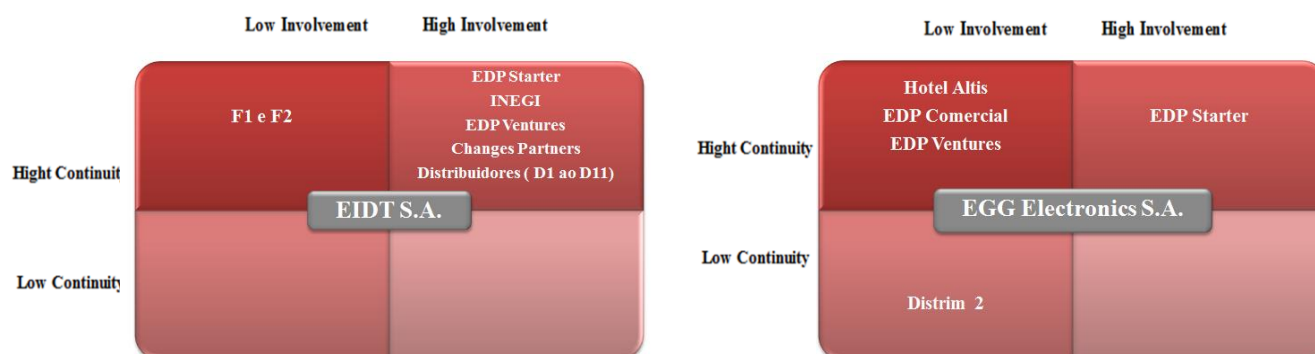 Low Involvement High Involvement
EDP Starter
INEGI
F1 e F2
EDP Ventures
Changes Partners
Hight Continuit
Distribuidores ( D1 ao D11)
EIDT S.A.
Low Continuity
Low Involvement High Involvement
Hotel Altis
EDP Comercial
EDP Starter
EDP Ventures
Hight Continuity
EGG Electronics S.A.
Low Continuity
Distrim 2